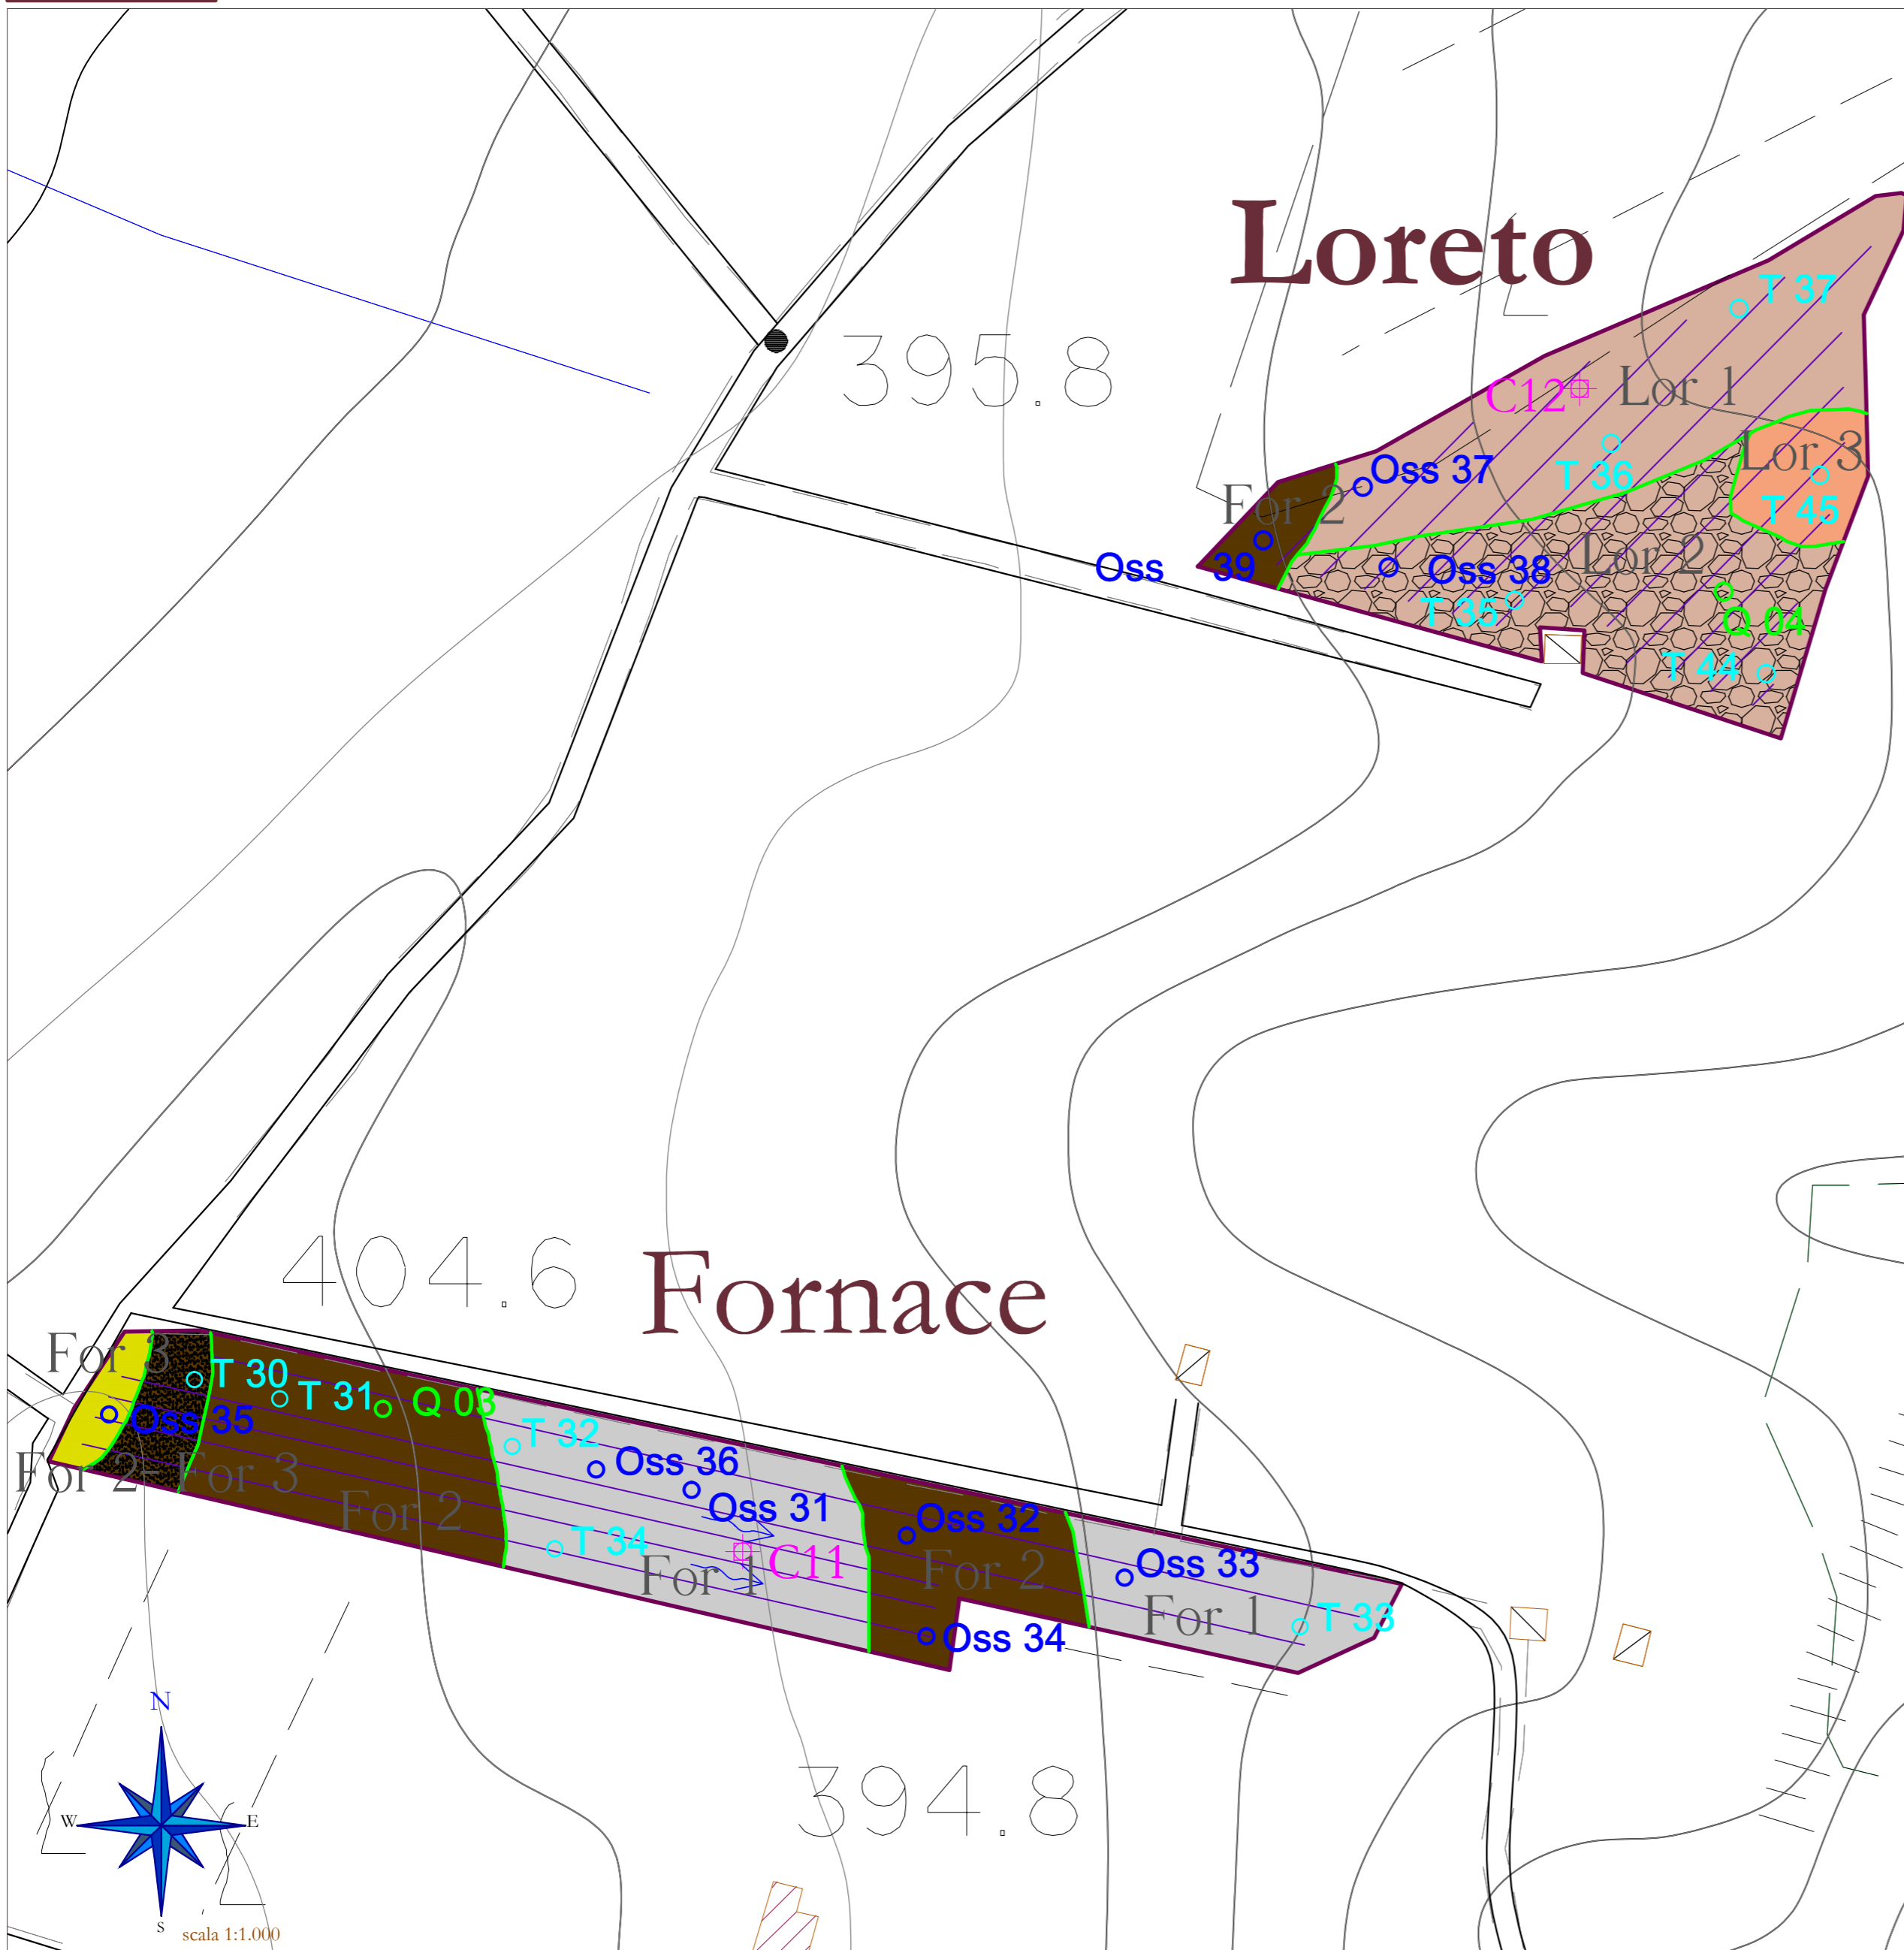 Loreto
T 37
395.8
C12
Lor 1
Lor 3
Oss 37
T 36
For 2
T 45
Lor 2
Oss 39
Oss 38
T 35
Q 04
T 44
404.6
Fornace
For 3
T 30
T 31
Q 03
Oss 35
T 32
Oss 36
For 2- For 3
For 2
Oss 31
Oss 32
T 34
C11
For 1
For 2
Oss 33
For 1
T 33
Oss 34
N
394.8
W
E
S
scala 1:1.000